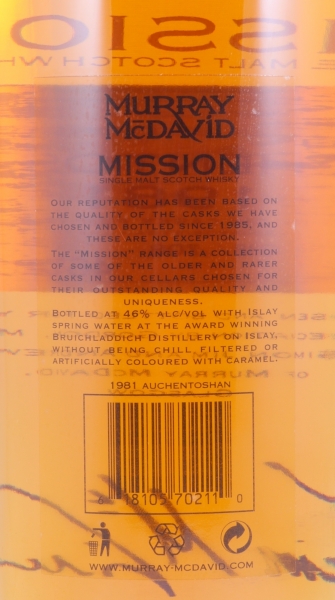 MURRAY
McDAVID
MISSION
SINGLE MALT SCOTCH WHISKY
OUR REPUTATION HAS BEEN BASED ON
THE QUALITY OF THE CASKS WE HAVE
CHOSEN AND BOTTLED SINCE 1985, AND
THESE ARE NO EXCEPTION.
THE "MISSION" RANGE IS A COLLECTION
OF SOME OF THE OLDER AND RARER
CASKS IN OUR CELLARS CHOSEN FOR
THEIR OUTSTANDING QUALITY AND
UNIQUENESS.
BOTTLED AT 46% ALC/VOL WITH ISLAY
SPRING WATER AT THE AWARD WINNING
BRUICHLADDICH DISTILLERY ON ISLAY,
WITHOUT BEING CHILL FILTERED OR
ARTIFICIALLY COLOURED WITH CARAMEL.
1981 AUCHENTOSHAN
6 18105 70211 0
WWW.MURRAY-MCDAVID.COM